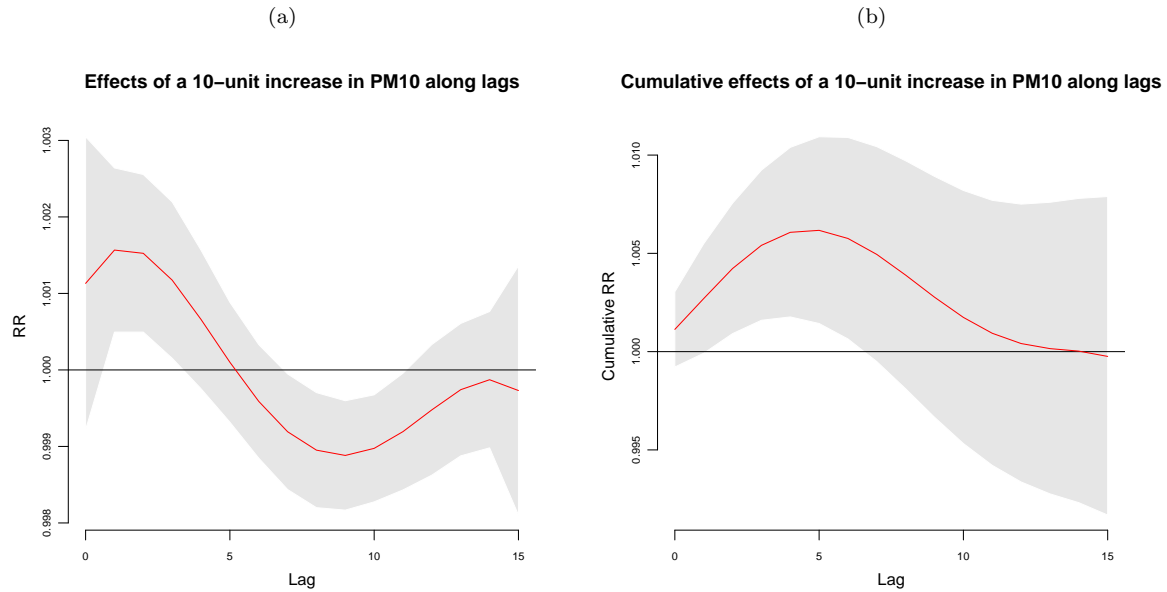 (a)
Effects of a 10−unit increase in PM10 along lags
RR
1.003
1.002
1.001
1.000
0.999
0.998
0
5
10
15
Lag
(b)
Cumulative effects of a 10−unit increase in PM10 along lags
Cumulative RR
1.010
1.005
1.000
0.995
0
5
10
15
Lag